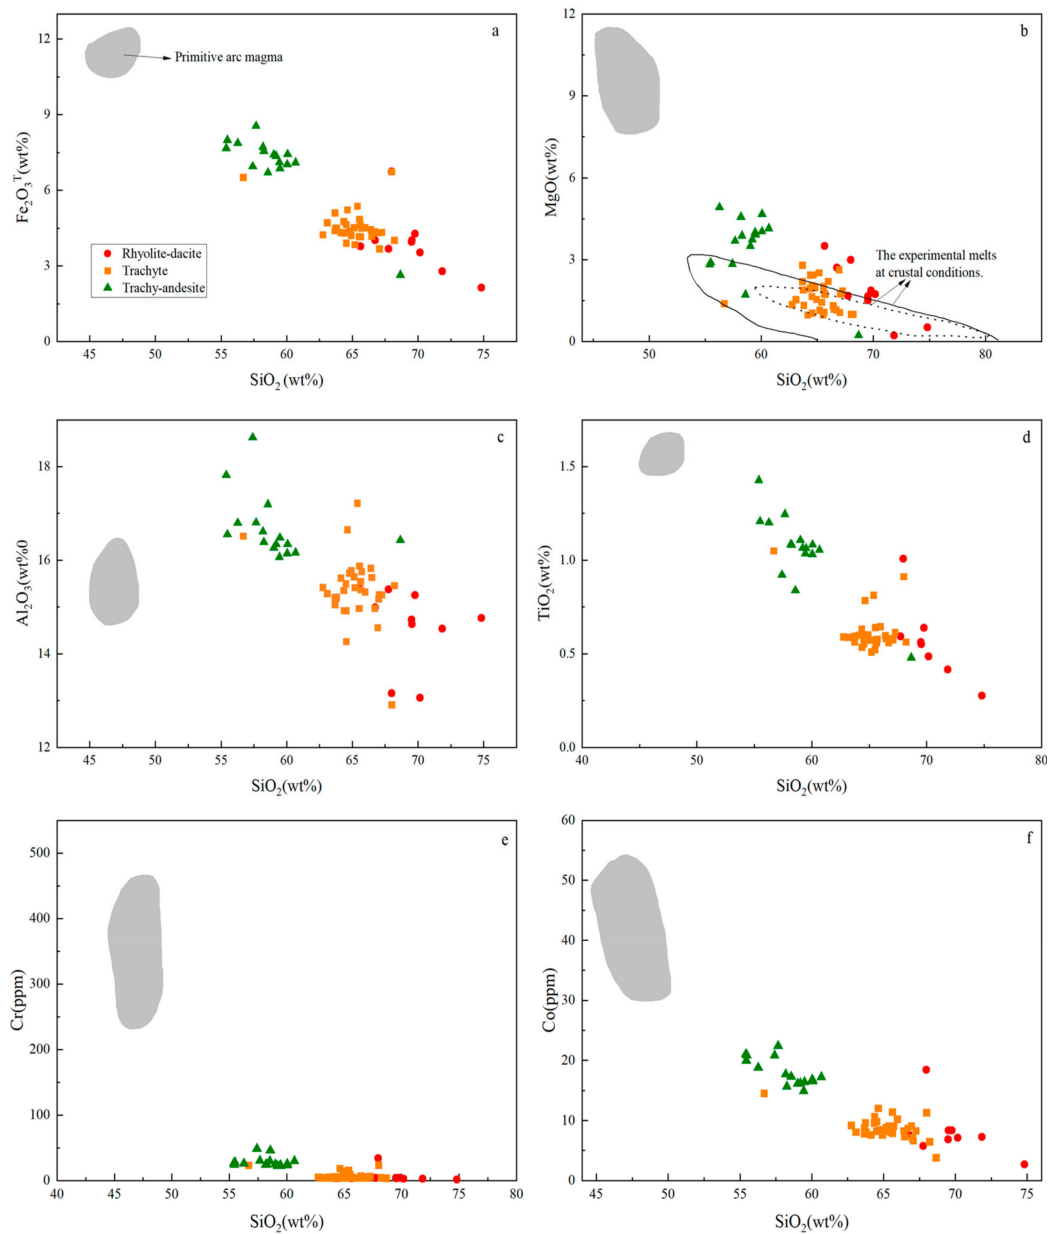 a
12
9
6
3
0
Fe2O3T(wt%)
Primitive arc magma
Rhyolite-dacite
Trachyte
Trachy-andesite
45 50 55 60 65 70 75
SiO2 (wt%)
b
12
9
6
3
0
MgO(wt%)
The experimental melts
at crustal conditions.
50 60 70 80
SiO2(wt%)
c
18
16
14
12
Al2O3(wt%0
45 50 55 60 65 70 75
SiO2(wt%)
d
1.5
1.0
0.5
0.0
TiO2(wt%)
40 50 60 70 80
SiO2(wt%)
e
500
400
300
200
100
0
Cr(ppm)
40 45 50 55 60 65 70 75 80
SiO2(wt%)
f
60
50
40
30
20
10
0
Co(ppm)
45 50 55 60 65 70 75
SiO2(wt%)